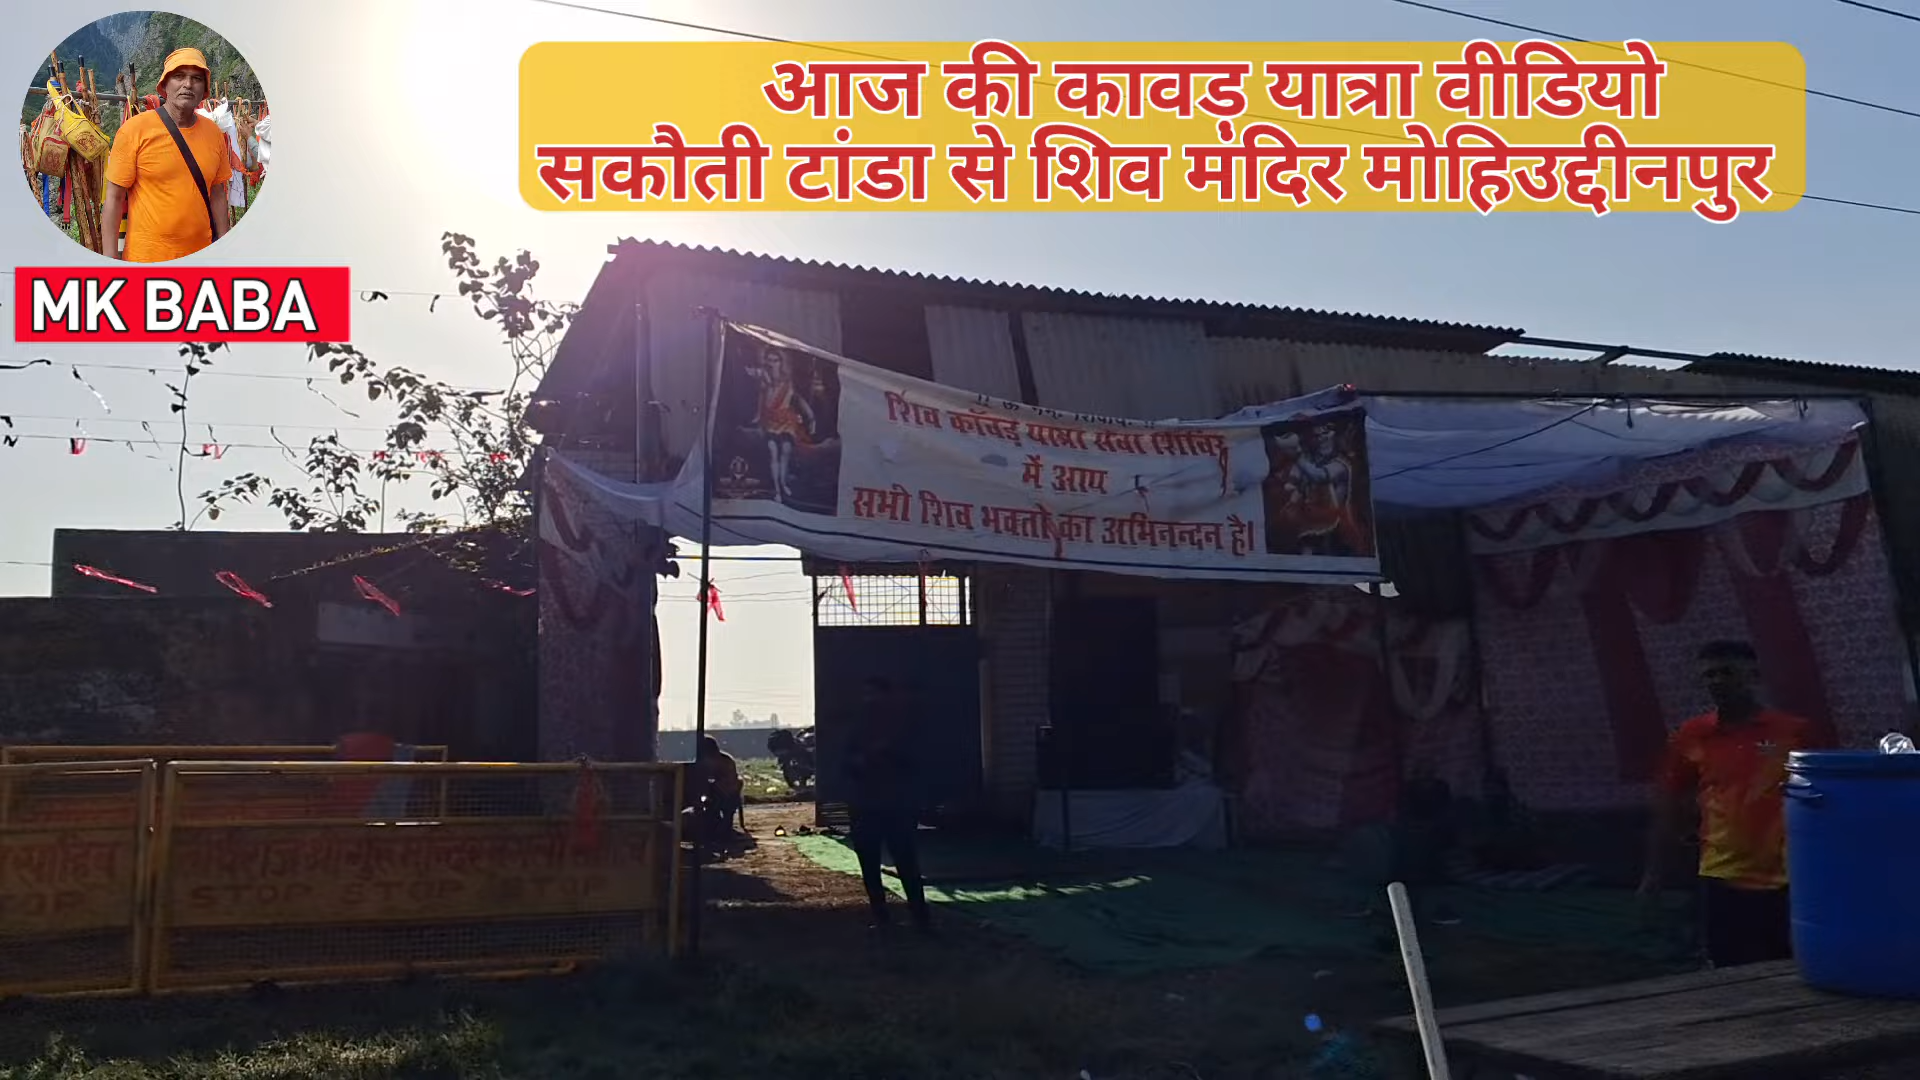 आज की कावड़ यात्रा वीडियो
सकौती टांडा से शिव मंदिर मोहिउद्दीनपुर
MK BABA
शिव कॉवड़ यात्रा सेवा शिविर
में आप
सभी शिव भक्तो का अभिनन्दन है।
STOP STOP STOP